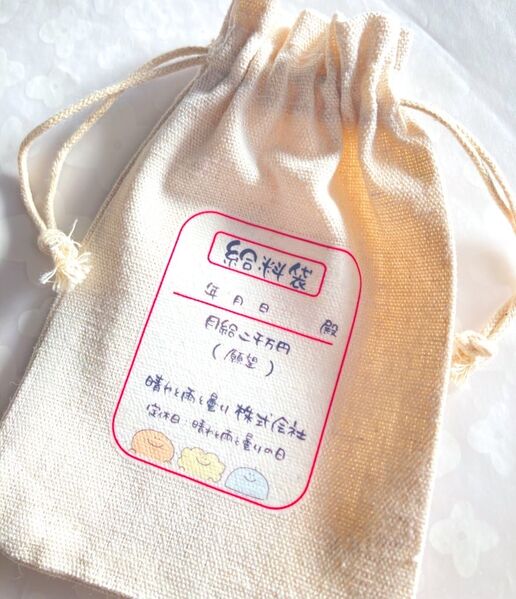 給料袋
年 月 日 殿
月給二千万円
(願望)
晴れと雨と曇り 株式会社
定休日:晴れと雨と曇りの日